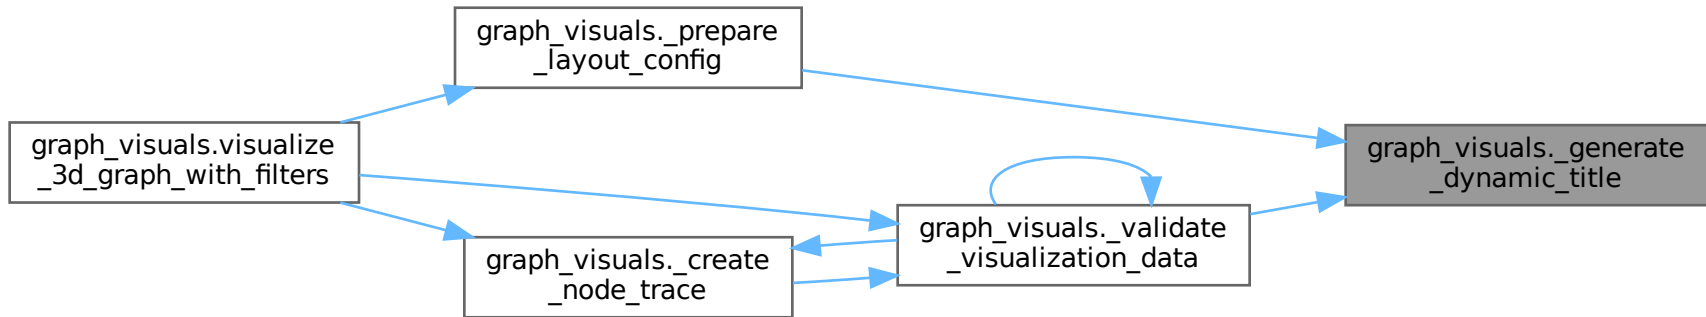 graph_visuals._prepare
_layout_config
graph_visuals.visualize
_3d_graph_with_filters
graph_visuals._generate
_dynamic_title
graph_visuals._validate
_visualization_data
graph_visuals._create
_node_trace